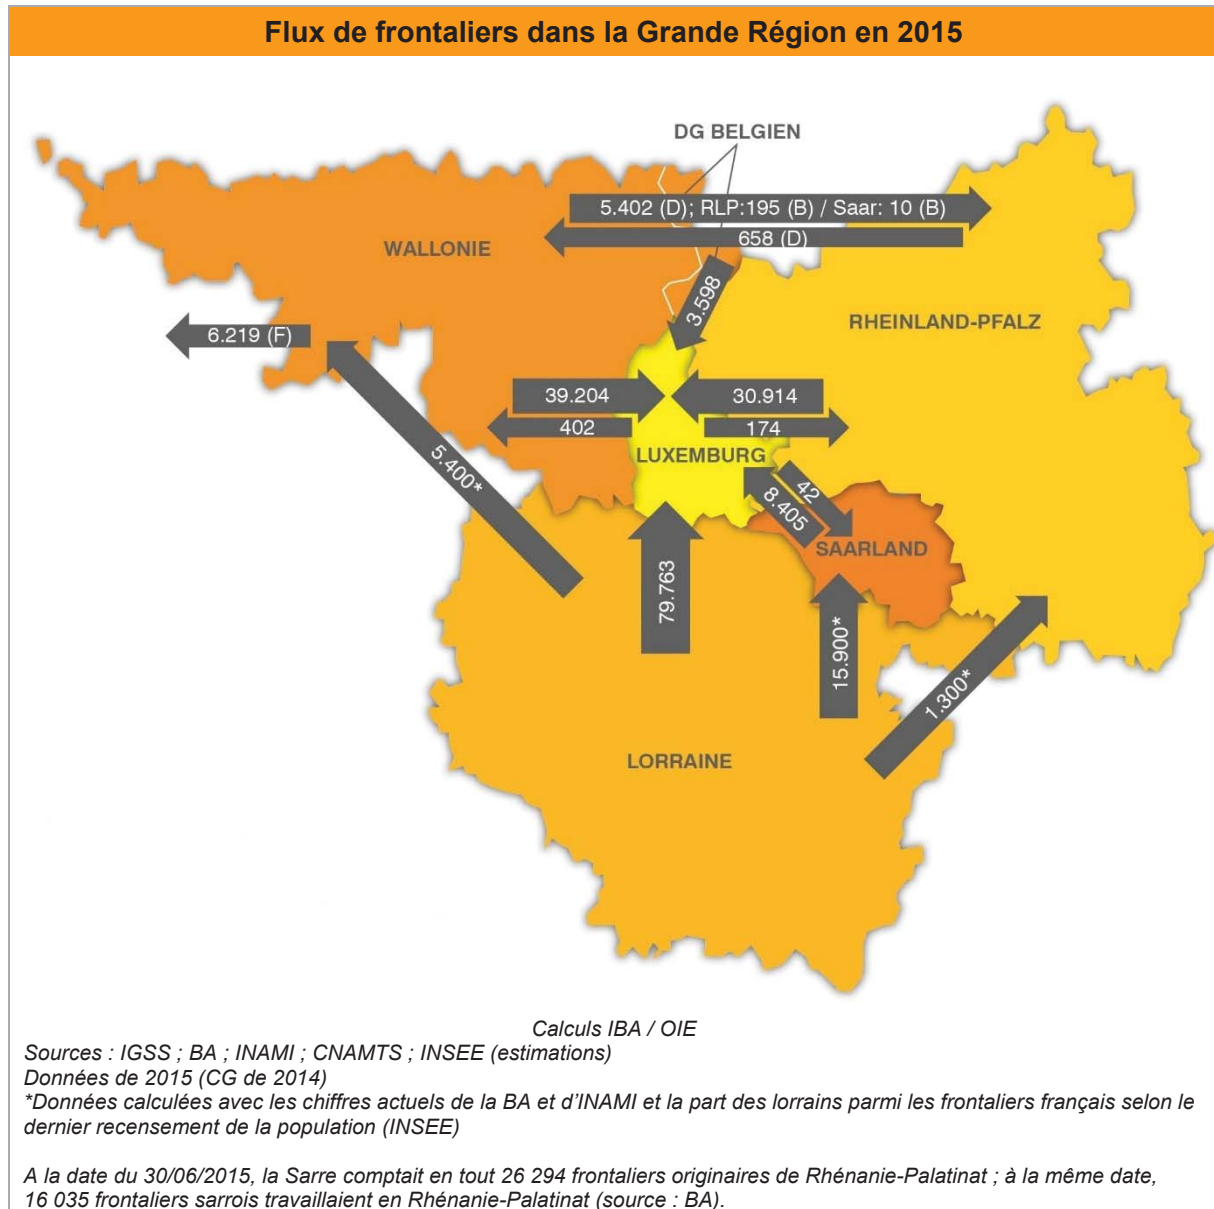 Flux de frontaliers dans la Grande Région en 2015
DG BELGIEN
5.402 (D); RLP:195 (B) / Saar: 10 (B)
658 (D)
WALLONIE
3.598
RHEINLAND-PFALZ
6.219 (F)
39.204
30.914
402
174
LUXEMBURG
5.400*
42
8.405
SAARLAND
79.763
15.900*
1.300*
LORRAINE
Calculs IBA / OIE
Sources : IGSS ; BA ; INAMI ; CNAMTS ; INSEE (estimations)
Données de 2015 (CG de 2014)
*Données calculées avec les chiffres actuels de la BA et d'INAMI et la part des lorrains parmi les frontaliers français selon le
dernier recensement de la population (INSEE)
A la date du 30/06/2015, la Sarre comptait en tout 26 294 frontaliers originaires de Rhénanie-Palatinat ; à la même date,
16 035 frontaliers sarrois travaillaient en Rhénanie-Palatinat (source : BA).